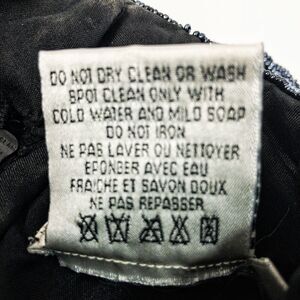 DO NOT DRY CLEAN OR WASH
SPOT CLEAN ONLY WITH
COLD WATER AND MILD SOAP
DO NOT IRON
NE PAS LAVER OU NETTOYER
EPONGER AVEC EAU
FRAICHE ET SAVON DOUX
NE PAS REPASSER